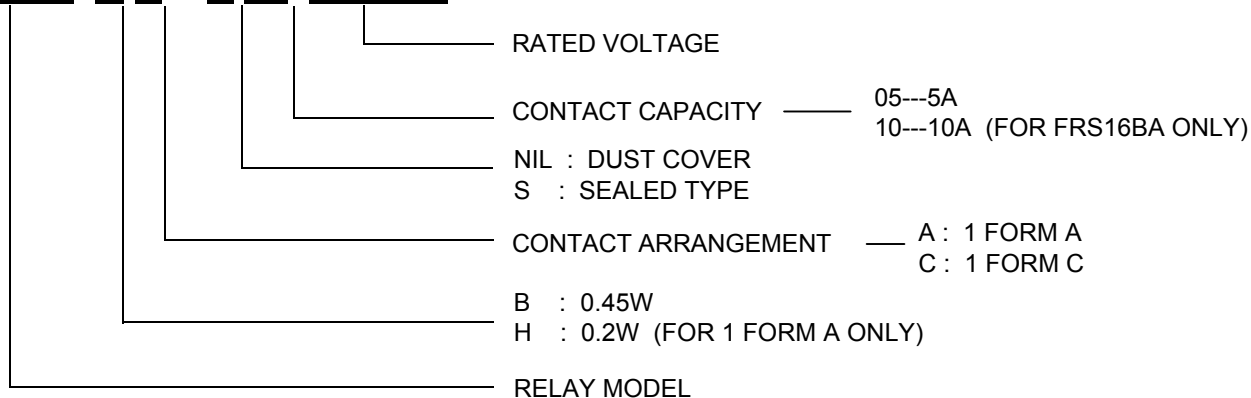 RATED VOLTAGE
CONTACT CAPACITY
05---5A
10---10A (FOR FRS16BA ONLY)
NIL : DUST COVER
S : SEALED TYPE
CONTACT ARRANGEMENT
A : 1 FORM A
C : 1 FORM C
B : 0.45W
H : 0.2W (FOR 1 FORM A ONLY)
RELAY MODEL